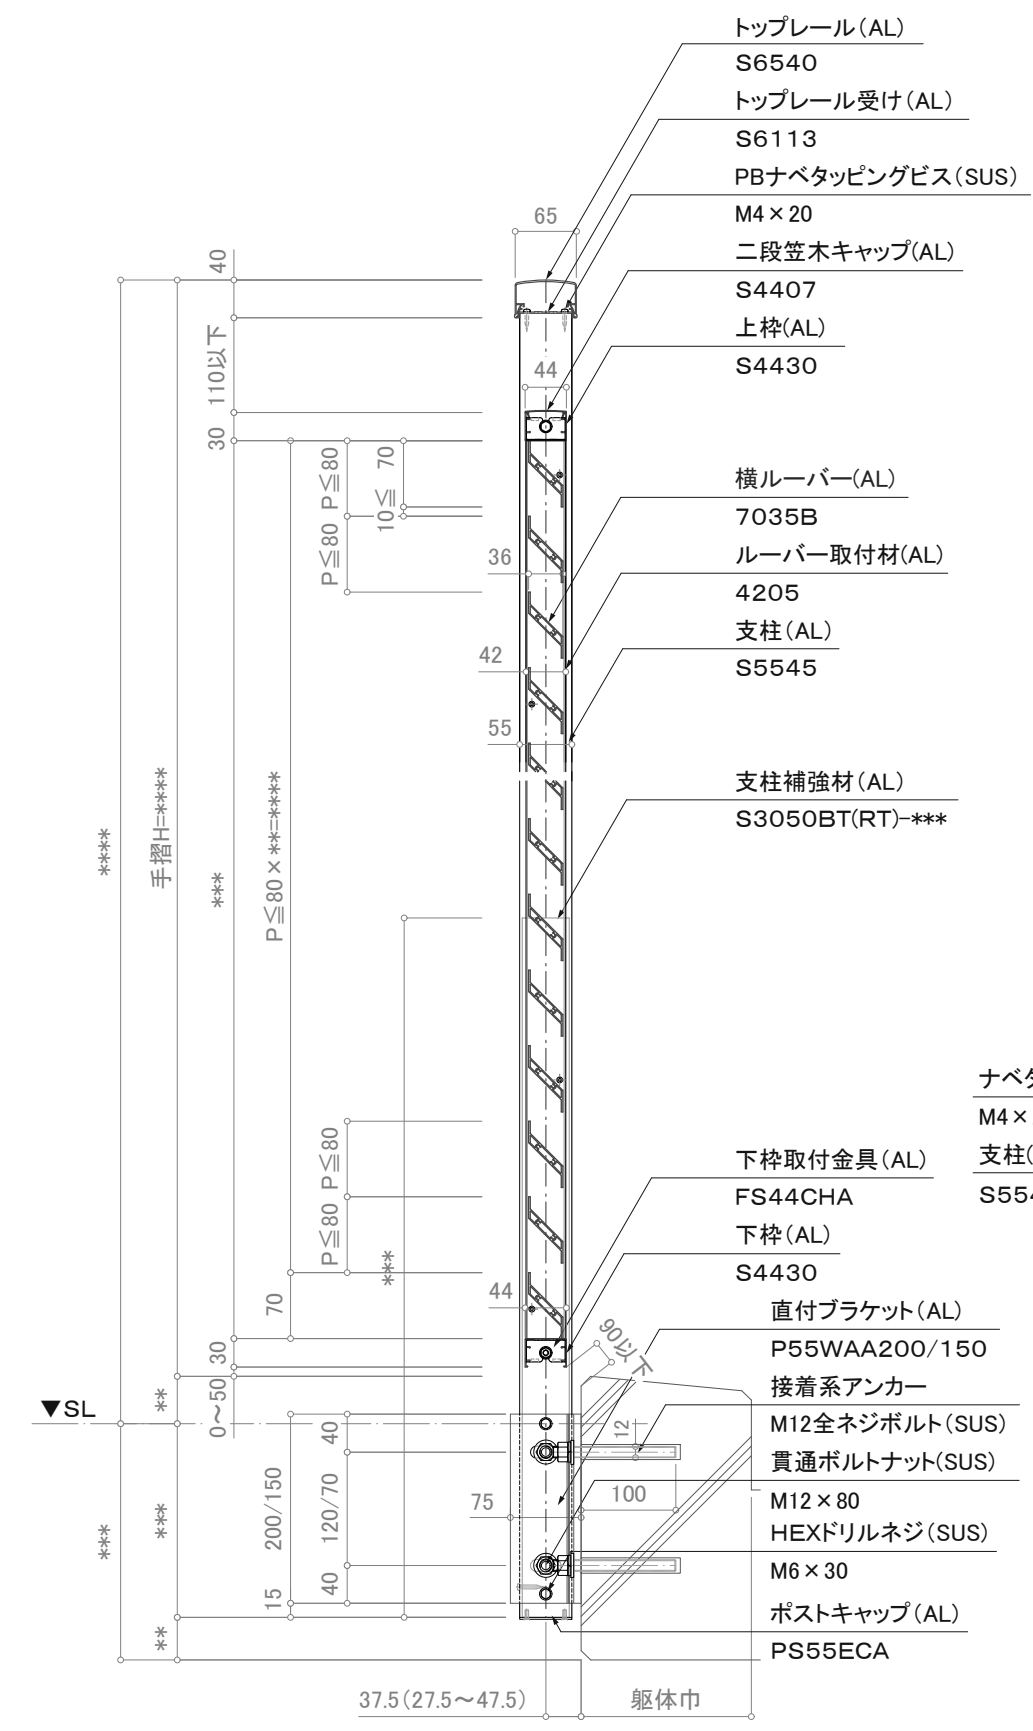 トップレール(AL)
S6540
トップレール受け(AL)
S6113
PBナベタッピングビス(SUS)
M4×20
二段笠木キャップ(AL)
S4407
上枠(AL)
S4430
横ルーバー(AL)
7035B
ルーバー取付材(AL)
4205
支柱(AL)
S5545
支柱補強材(AL)
S3050BT(RT)-***
ナベタ
M4×
支柱(
S554
下枠取付金具(AL)
FS44CHA
下枠(AL)
S4430
直付ブラケット(AL)
P55WAA200/150
接着系アンカー
M12全ネジボルト(SUS)
貫通ボルトナット(SUS)
M12×80
HEXドリルネジ(SUS)
M6×30
ポストキャップ(AL)
PS55ECA
65
44
36
42
55
44
90以下
12
100
75
40
110以下
30
P≦80
P≦80
10≦
70
****
手摺H=****
***
P≦80×**=****
P≦80
P≦80
***
70
30
0~50
**
▼SL
200/150
15
40
120/70
40
***
***
**
37.5(27.5~47.5)
躯体巾